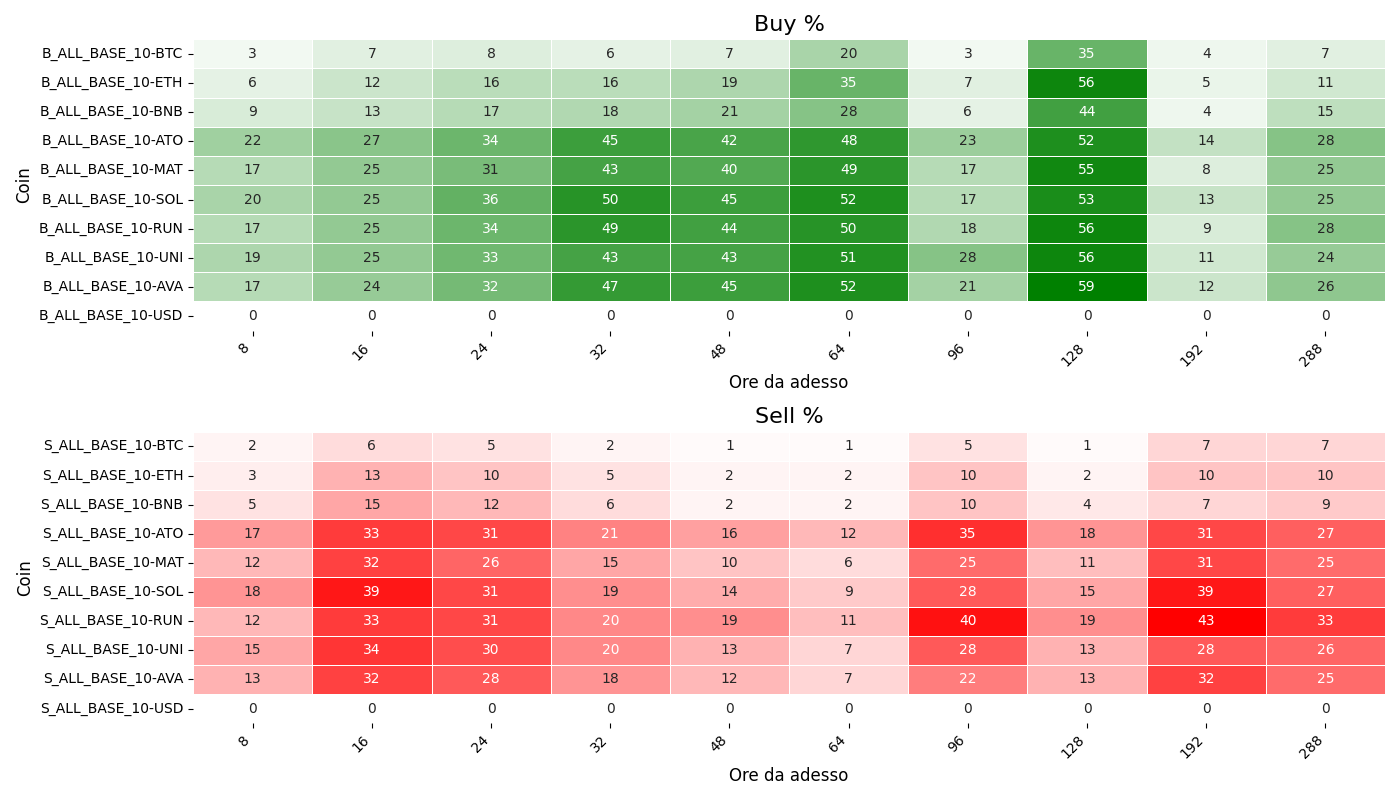 Buy %
Coin
B_ALL_BASE_10-BTC 3 7 8 6 7 20 3 35 4 7
B_ALL_BASE_10-ETH 6 12 16 16 19 35 7 56 5 11
B_ALL_BASE_10-BNB 9 13 17 18 21 28 6 44 4 15
B_ALL_BASE_10-ATO 22 27 34 45 42 48 23 52 14 28
B_ALL_BASE_10-MAT 17 25 31 43 40 49 17 55 8 25
B_ALL_BASE_10-SOL 20 25 36 50 45 52 17 53 13 25
B_ALL_BASE_10-RUN 17 25 34 49 44 50 18 56 9 28
B_ALL_BASE_10-UNI 19 25 33 43 43 51 28 56 11 24
B_ALL_BASE_10-AVA 17 24 32 47 45 52 21 59 12 26
B_ALL_BASE_10-USD 0 0 0 0 0 0 0 0 0 0
8 16 24 32 48 64 96 128 192 288
Ore da adesso
Sell %
Coin
S_ALL_BASE_10-BTC 2 6 5 2 1 1 5 1 7 7
S_ALL_BASE_10-ETH 3 13 10 5 2 2 10 2 10 10
S_ALL_BASE_10-BNB 5 15 12 6 2 2 10 4 7 9
S_ALL_BASE_10-ATO 17 33 31 21 16 12 35 18 31 27
S_ALL_BASE_10-MAT 12 32 26 15 10 6 25 11 31 25
S_ALL_BASE_10-SOL 18 39 31 19 14 9 28 15 39 27
S_ALL_BASE_10-RUN 12 33 31 20 19 11 40 19 43 33
S_ALL_BASE_10-UNI 15 34 30 20 13 7 28 13 28 26
S_ALL_BASE_10-AVA 13 32 28 18 12 7 22 13 32 25
S_ALL_BASE_10-USD 0 0 0 0 0 0 0 0 0 0
8 16 24 32 48 64 96 128 192 288
Ore da adesso